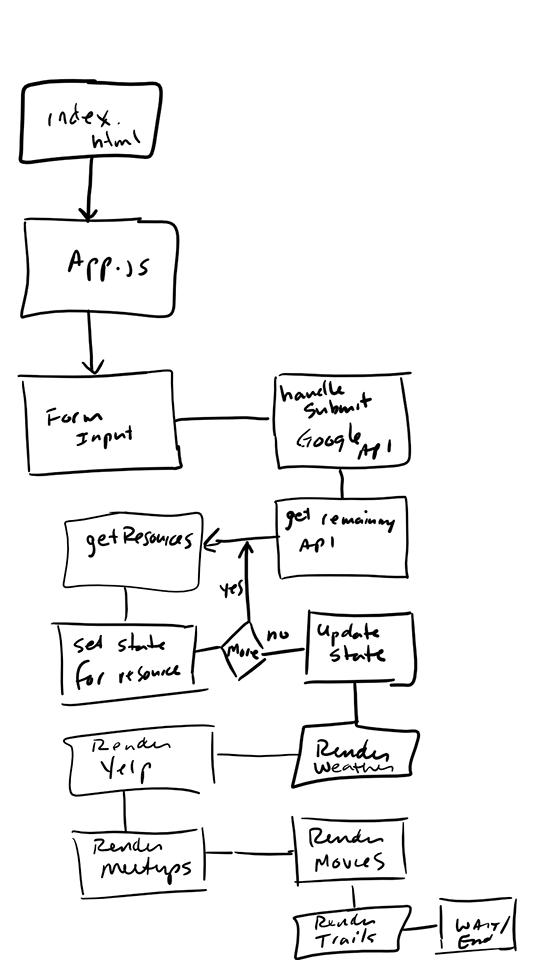 index.
html
App.js
Form
Input
handle
Submit
Google
API
get remaining
API
getResources
yes
set state
for resource
More
no
Update
State
Render
Weather
Render
Yelp
Render
Meetups
Render
Movies
Render
Trails
WAIT/
End